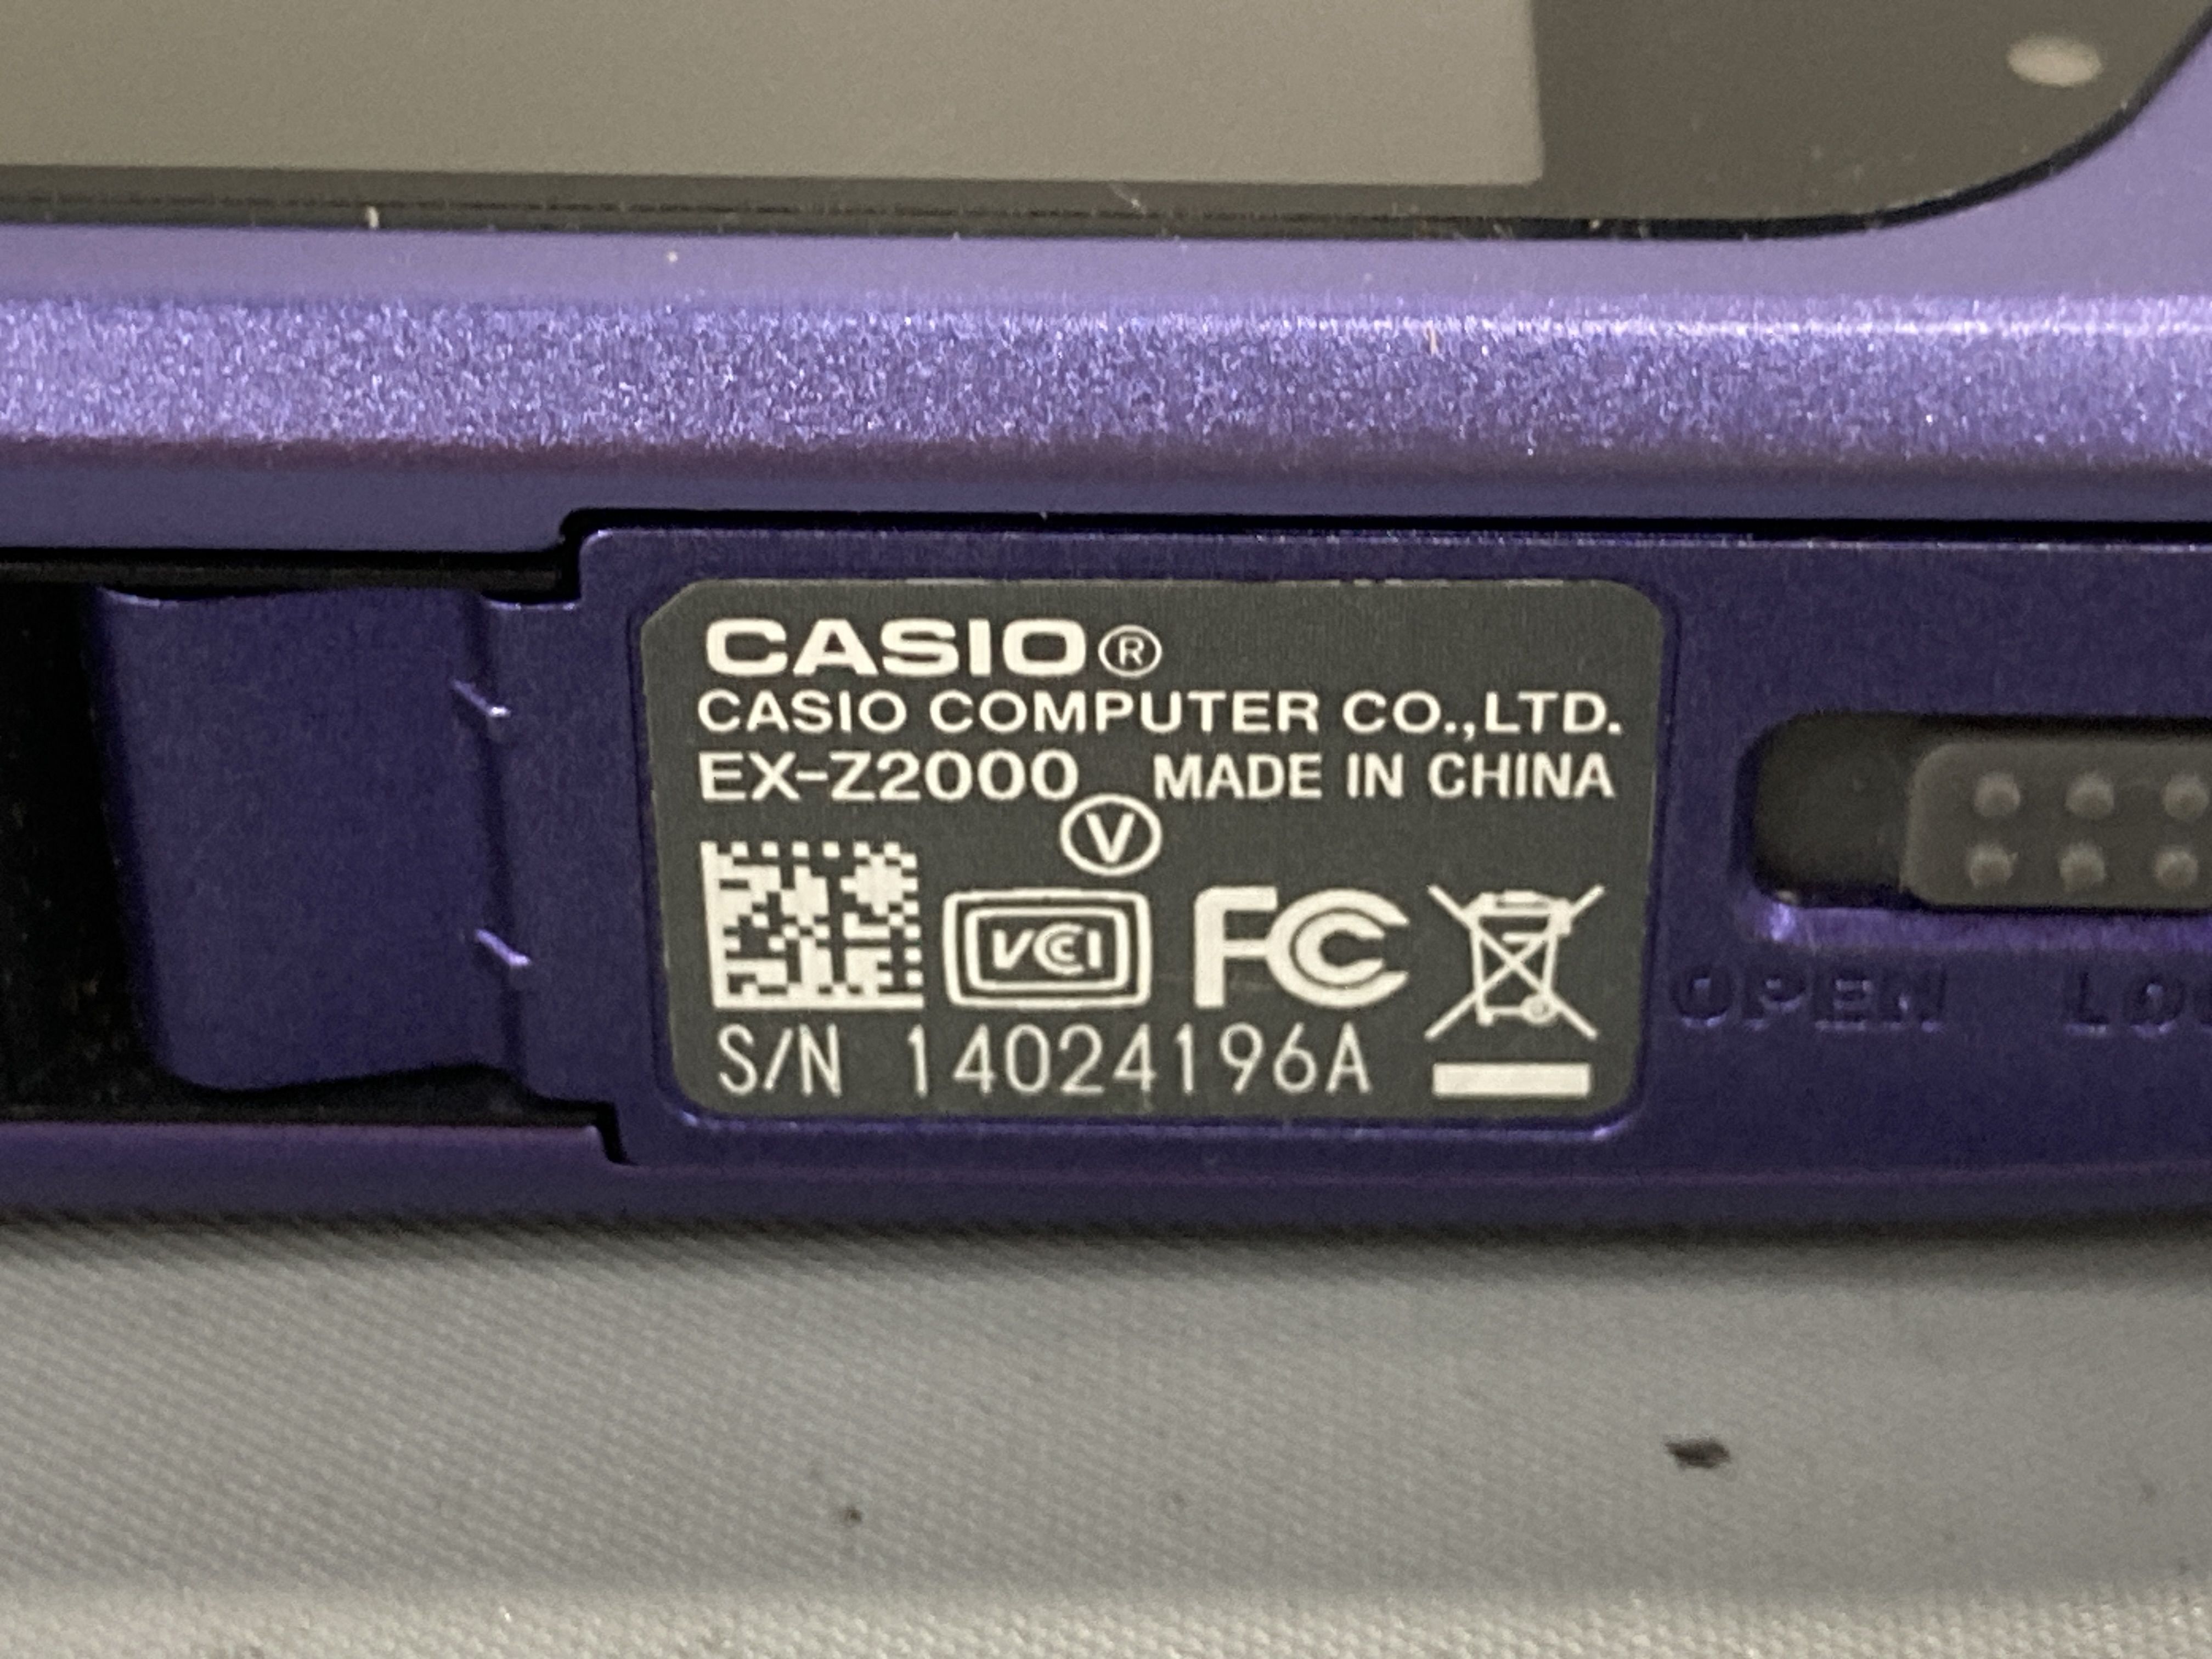 CASIO®
CASIO COMPUTER CO.,LTD.
EX-Z2000 MADE IN CHINA
V
VCI FC
S/N 14024196A
OPEN